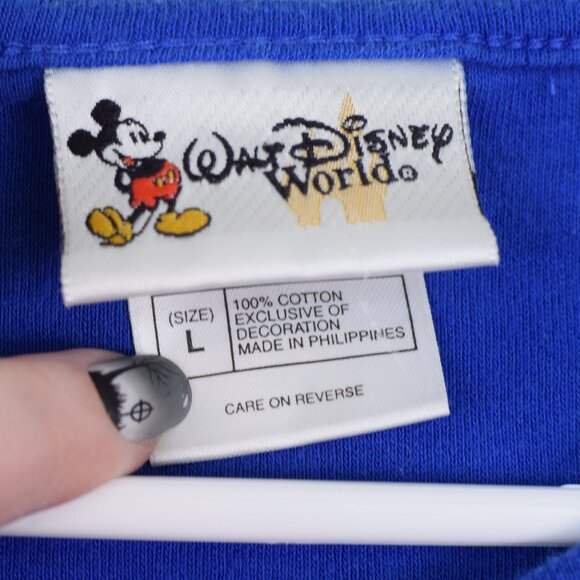 Walt Disney
World®
(SIZE)
L
100% COTTON
EXCLUSIVE OF
DECORATION
MADE IN PHILIPPINES
CARE ON REVERSE